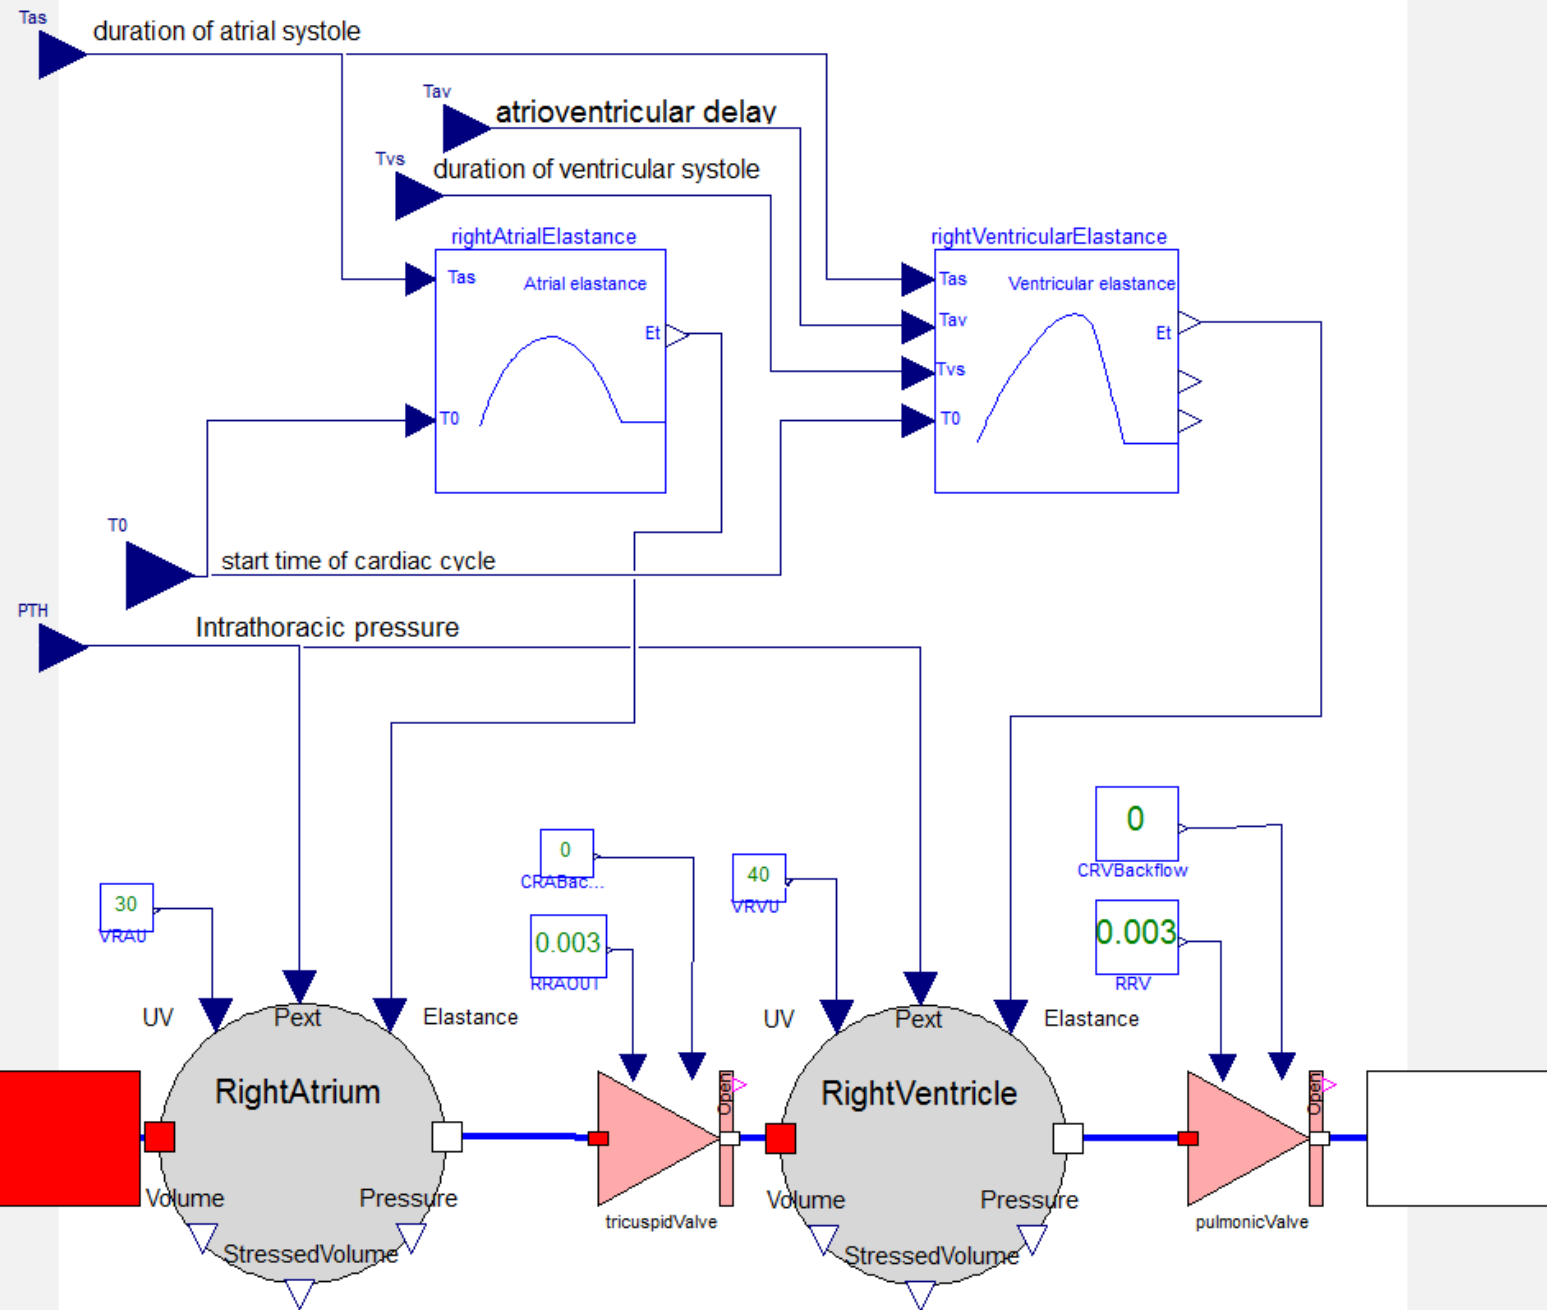 Tas
duration of atrial systole
Tav
atrioventricular delay
Tvs
duration of ventricular systole
rightAtrialElastance
rightVentricularElastance
Tas
Atrial elastance
Et
T0
Tas
Ventricular elastance
Tav
Et
Tvs
T0
T0
start time of cardiac cycle
PTH
Intrathoracic pressure
0
CRVBackflow
0
CRABac...
40
VRVU
30
VRAU
0.003
RRAOUT
0.003
RRV
UV
Pext
Elastance
UV
Pext
Elastance
RightAtrium
Open
RightVentricle
Open
Volume
Pressure
StressedVolume
tricuspidValve
Volume
Pressure
StressedVolume
pulmonicValve